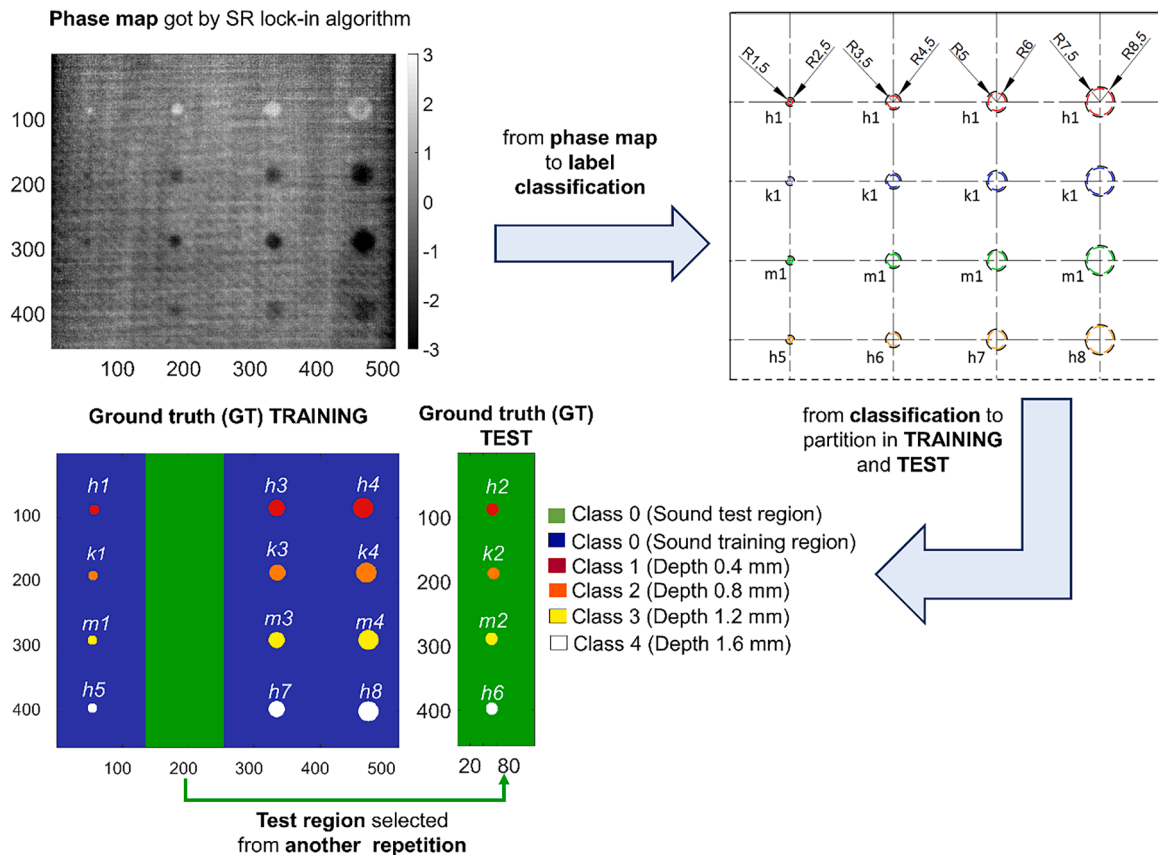 Phase map got by SR lock-in algorithm
3
2
1
0
-1
-2
-3
100
200
300
400
100 200 300 400 500
from phase map
to label
classification
R1,5 R2,5 R3,5 R4,5 R5 R6 R7,5 R8,5
h1 h1 h1 h1
k1 k1 k1
m1 m1 m1 m1
h5 h6 h7 h8
from classification to
partition in TRAINING
and TEST
Ground truth (GT) TRAINING
100
200
300
400
h1 h3 h4
k1 k3 k4
m1 m3 m4
h5 h7 h8
100 200 300 400 500
Ground truth (GT)
TEST
100
200
300
400
h2
k2
m2
h6
20 80
Class 0 (Sound test region)
Class 0 (Sound training region)
Class 1 (Depth 0.4 mm)
Class 2 (Depth 0.8 mm)
Class 3 (Depth 1.2 mm)
Class 4 (Depth 1.6 mm)
Test region selected
from another repetition